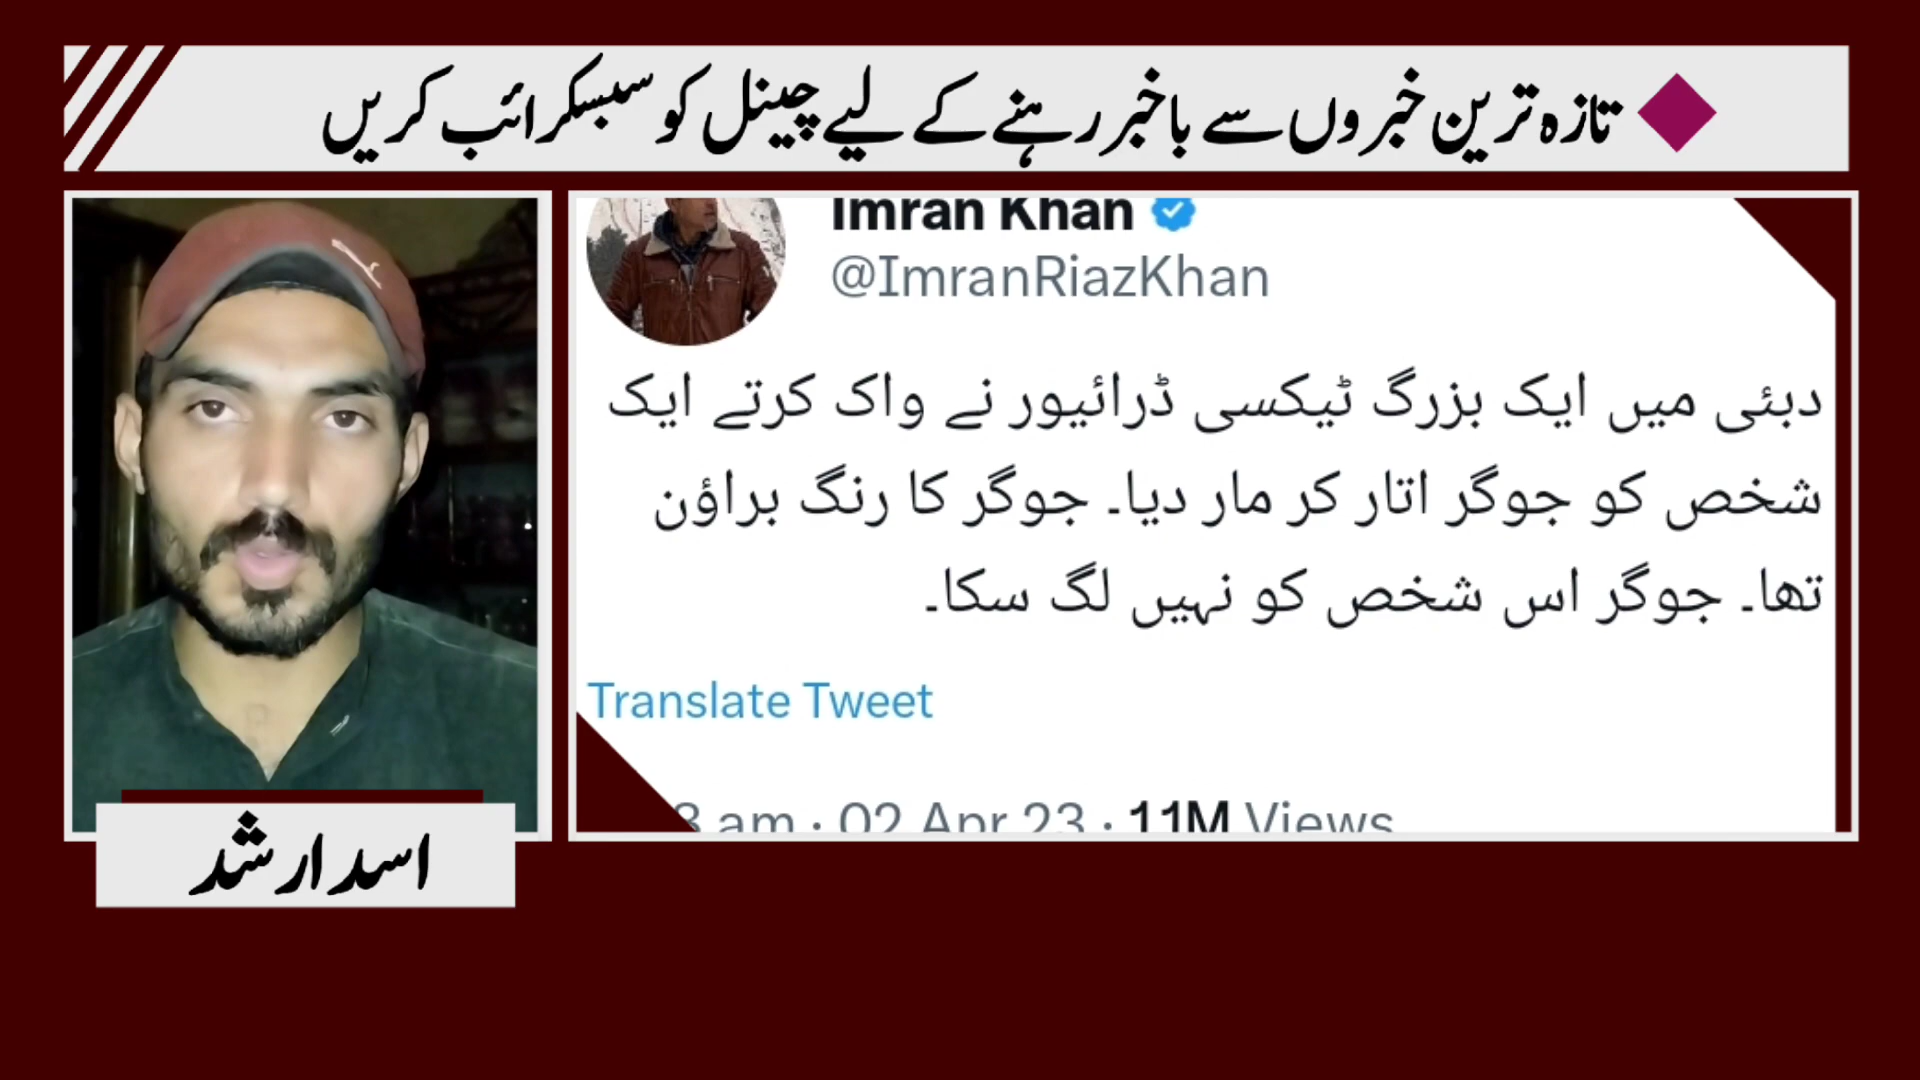 تازہ ترین خبروں سے باخبر رہنے کے لیے چینل کو سبسکرائب کریں
Imran Khan
@ImranRiazKhan
دبئی میں ایک بزرگ ٹیکسی ڈرائیور نے واک کرتے ایک
شخص کو جوگر اتار کر مار دیا۔ جوگر کا رنگ براؤن
تھا۔ جوگر اس شخص کو نہیں لگ سکا۔
Translate Tweet
am · 02 Apr 23 · 11M Views
اسد ارشد